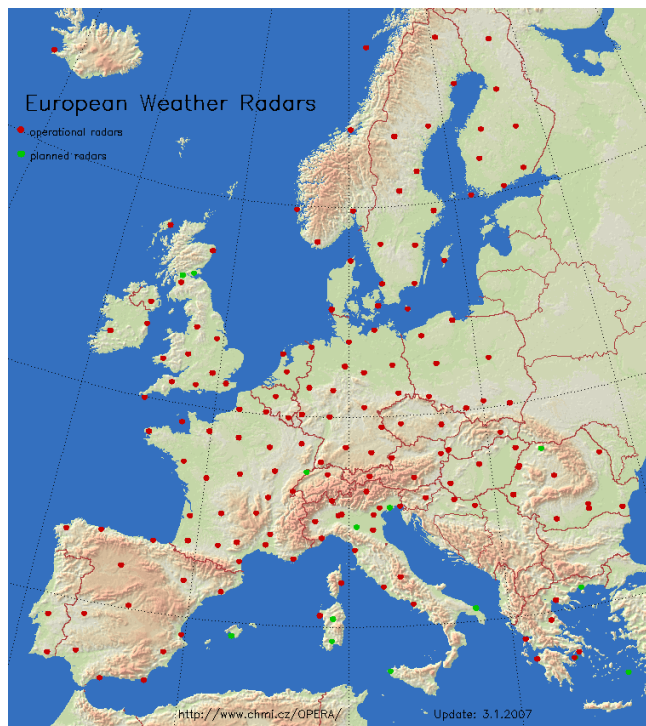 European Weather Radars
operational radars
planned radars
http://www.chmi.cz/OPERA/
Update: 3.1.2007